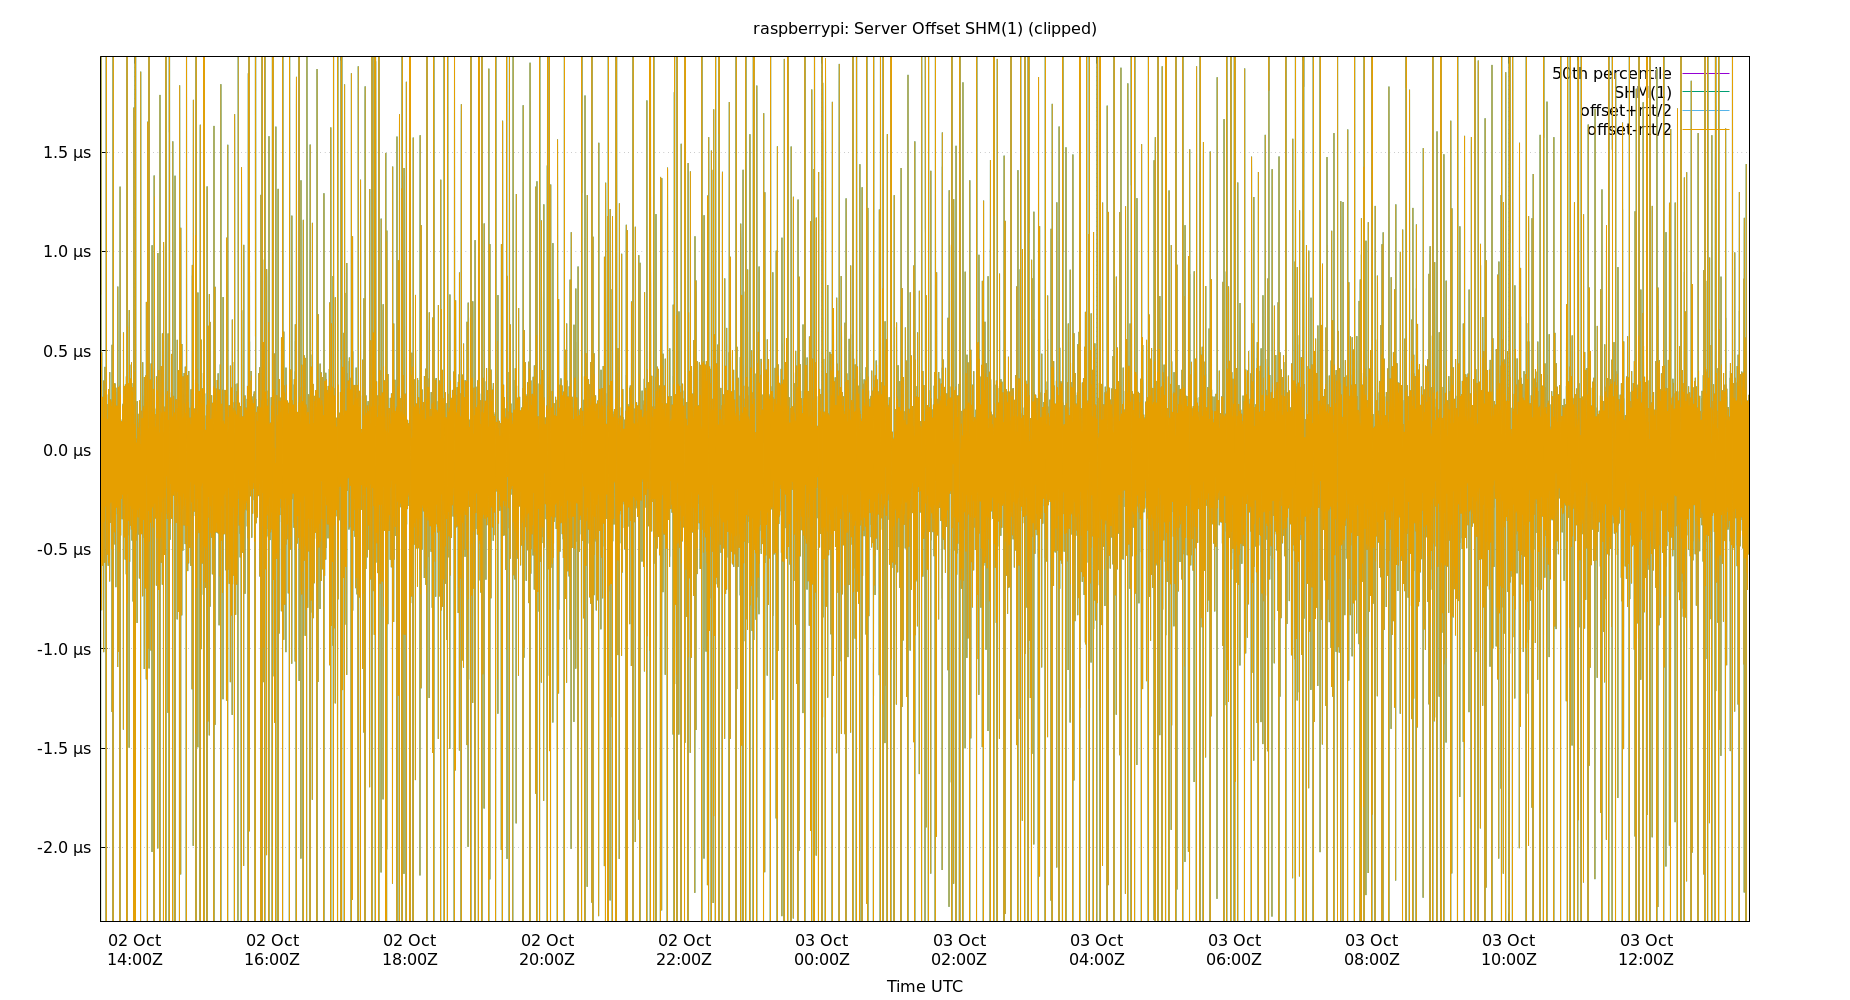 raspberrypi: Server Offset SHM(1) (clipped)
50th percentile
SHM(1)
offset+rtt/2
offset-rtt/2
1.5 µs
1.0 µs
0.5 µs
0.0 µs
-0.5 µs
-1.0 µs
-1.5 µs
-2.0 µs
02 Oct 02 Oct 02 Oct 02 Oct 02 Oct 03 Oct 03 Oct 03 Oct 03 Oct 03 Oct 03 Oct 03 Oct
14:00Z 16:00Z 18:00Z 20:00Z 22:00Z 00:00Z 02:00Z 04:00Z 06:00Z 08:00Z 10:00Z 12:00Z
Time UTC